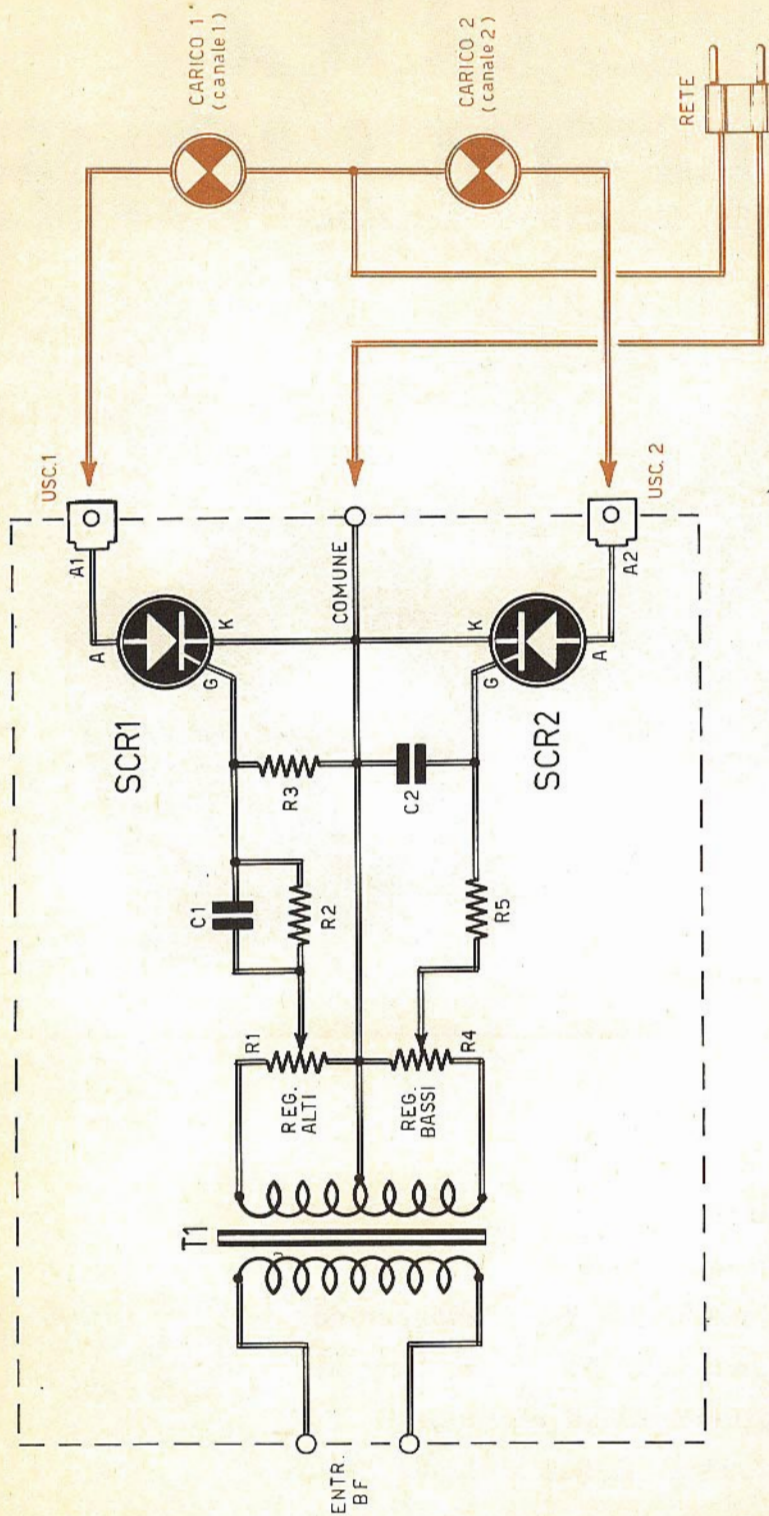 ENTR.
BF
T1
R1
REG.
ALTI
REG.
BASSI
R4
C1
R2
R5
R3
C2
SCR1
A
G
K
A1
USC.1
COMUNE
SCR2
G
K
A
A2
USC. 2
CARICO 1
(canale 1)
CARICO 2
(canale 2)
RETE